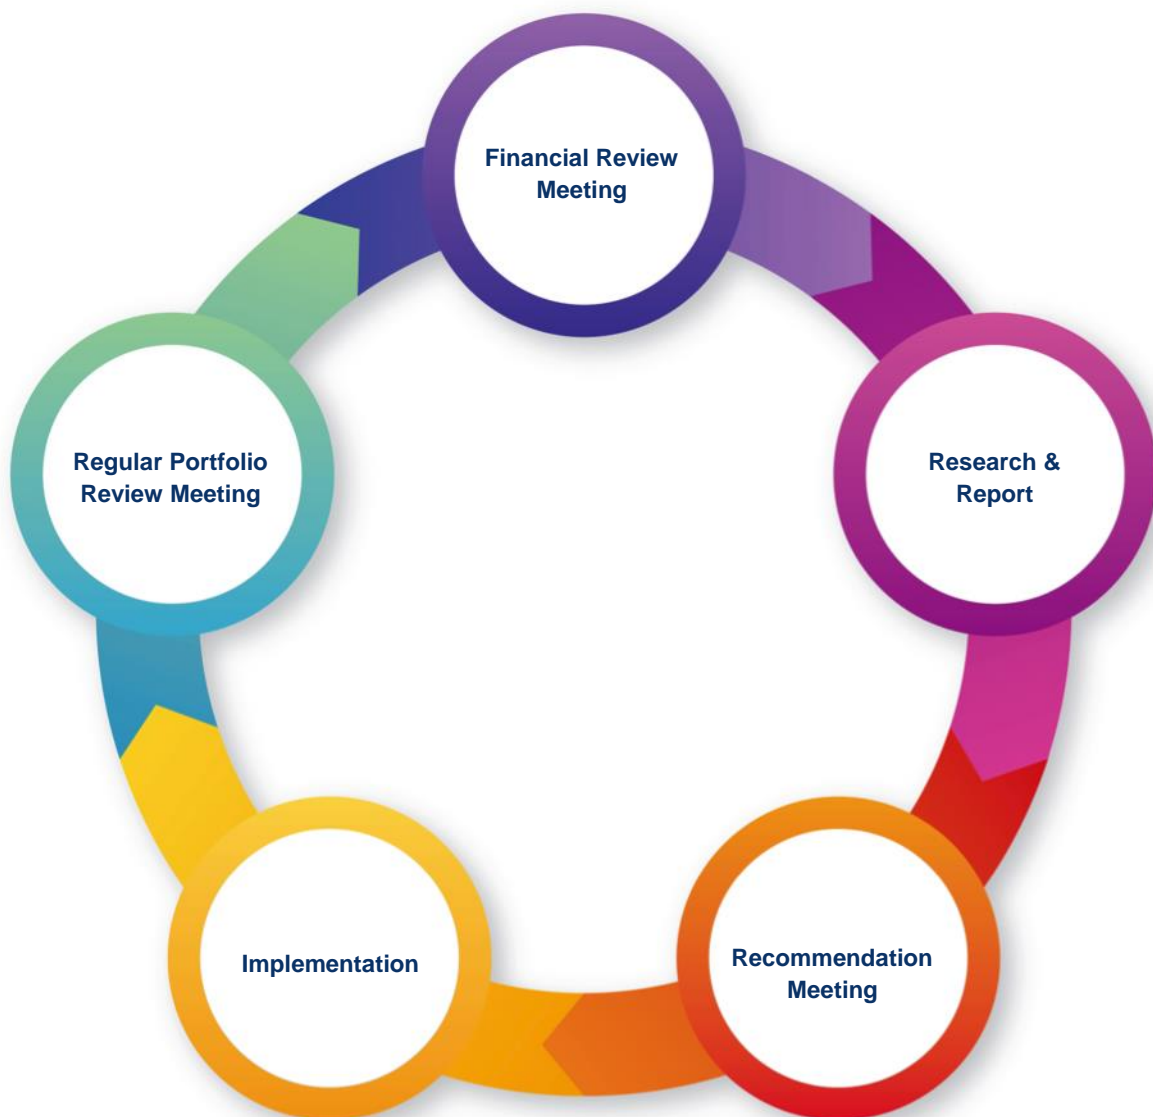 Financial Review
Meeting
Research &
Report
Recommendation
Meeting
Implementation
Regular Portfolio
Review Meeting